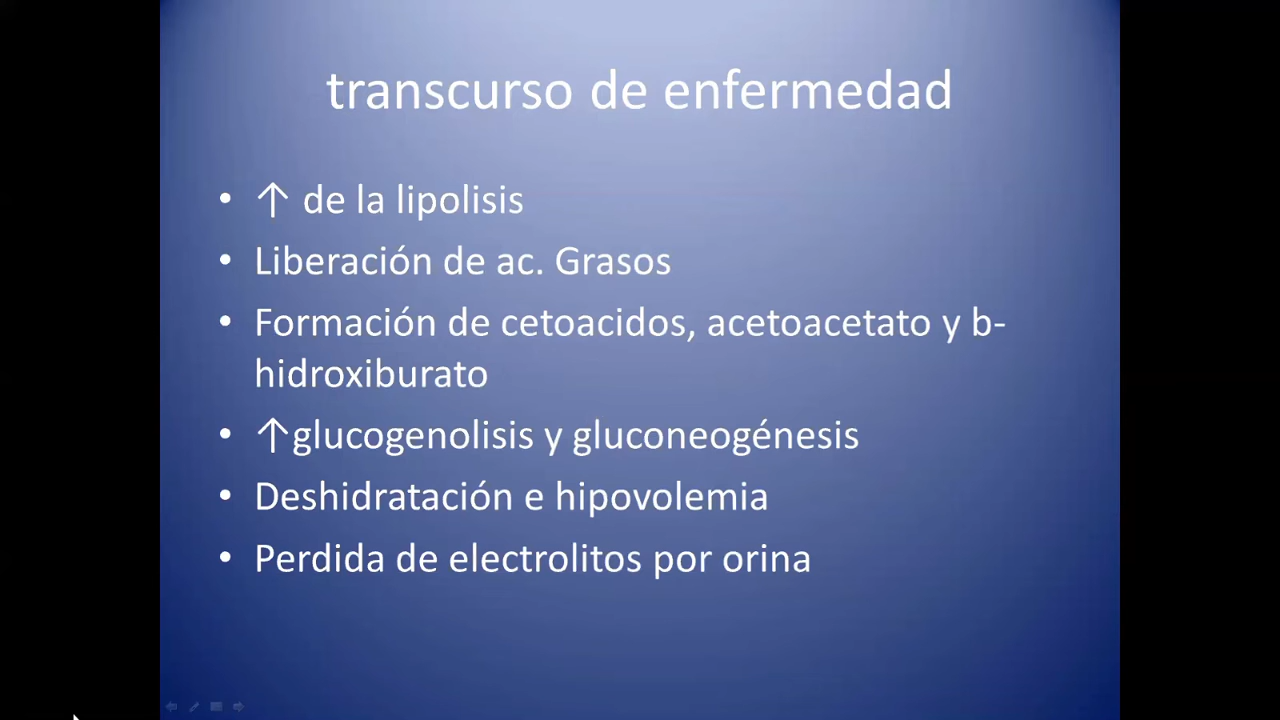 transcurso de enfermedad
• ↑ de la lipolisis
• Liberación de ac. Grasos
• Formación de cetoacidos, acetoacetato y b-
hidroxiburato
• ↑glucogenolisis y gluconeogénesis
• Deshidratación e hipovolemia
• Perdida de electrolitos por orina